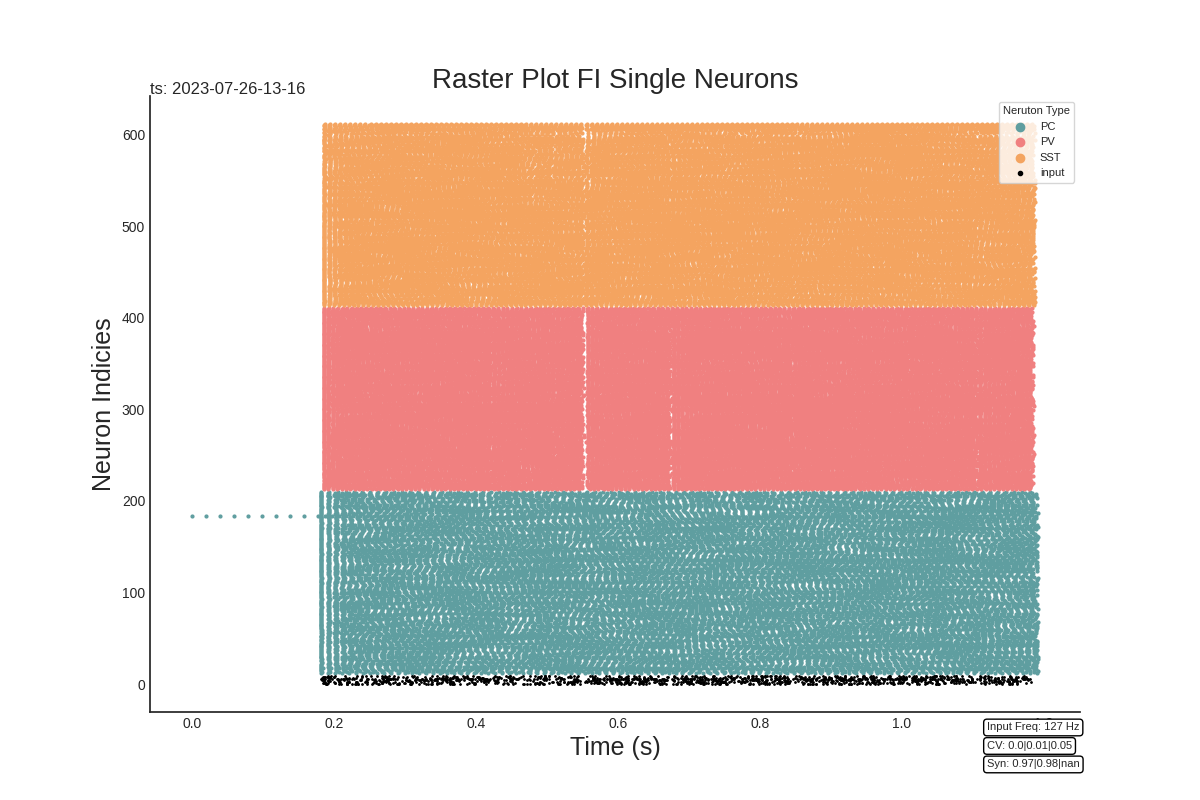 Raster Plot FI Single Neurons
ts: 2023-07-26-13-16
Neruton Type
PC
PV
SST
input
Neuron Indicies
600
500
400
300
200
100
0
0.0 0.2 0.4 0.6 0.8 1.0
Time (s)
Input Freq: 127 Hz
CV: 0.0|0.01|0.05
Syn: 0.97|0.98|nan